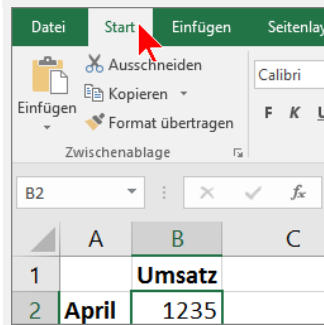 Datei Start Einfügen Seitenlay
Ausschneiden
Kopieren
Einfügen
Format übertragen
Zwischenablage
Calibri
F K U
B2 fx
A B C
1 Umsatz
2 April 1235